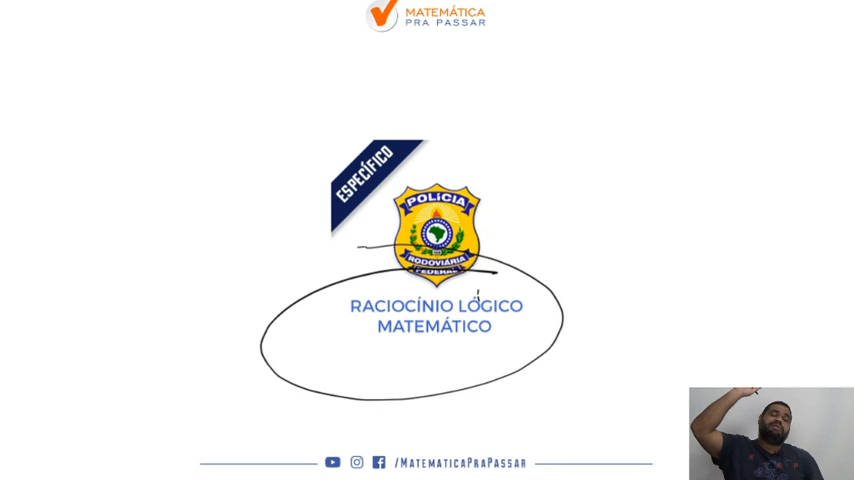 MATEMÁTICA
PRA PASSAR
ESPECÍFICO
POLÍCIA
RODOVIÁRIA
FEDERAL
RACIOCÍNIO LÓGICO
MATEMÁTICO
/MATEMATICAPRAPASSAR